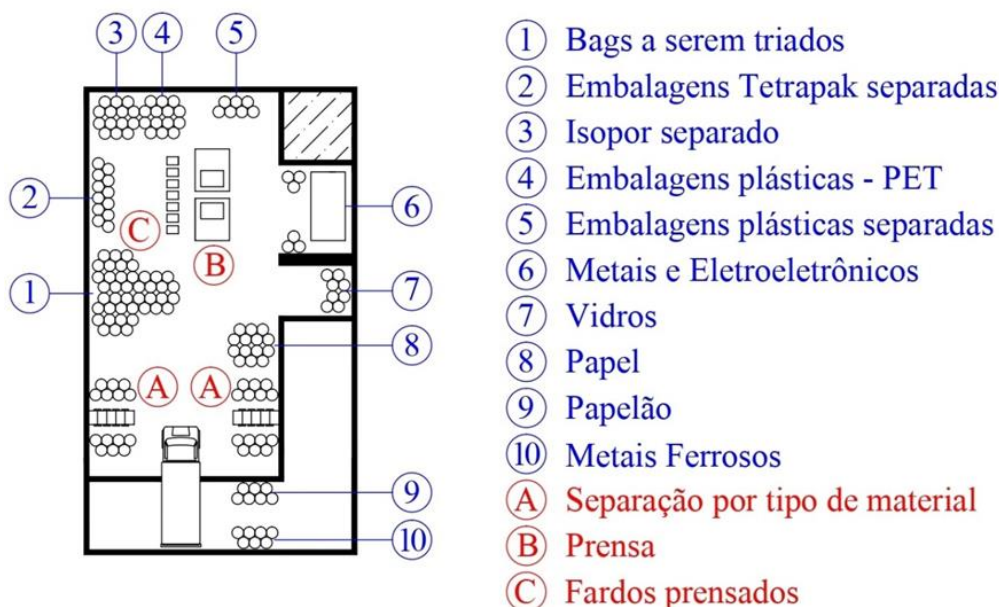 3 4 5
2
C
B
6
1
7
8
A A
9
10
1 Bags a serem triados
2 Embalagens Tetrapak separadas
3 Isopor separado
4 Embalagens plásticas - PET
5 Embalagens plásticas separadas
6 Metais e Eletroeletrônicos
7 Vidros
8 Papel
9 Papelão
10 Metais Ferrosos
A Separação por tipo de material
B Prensa
C Fardos prensados